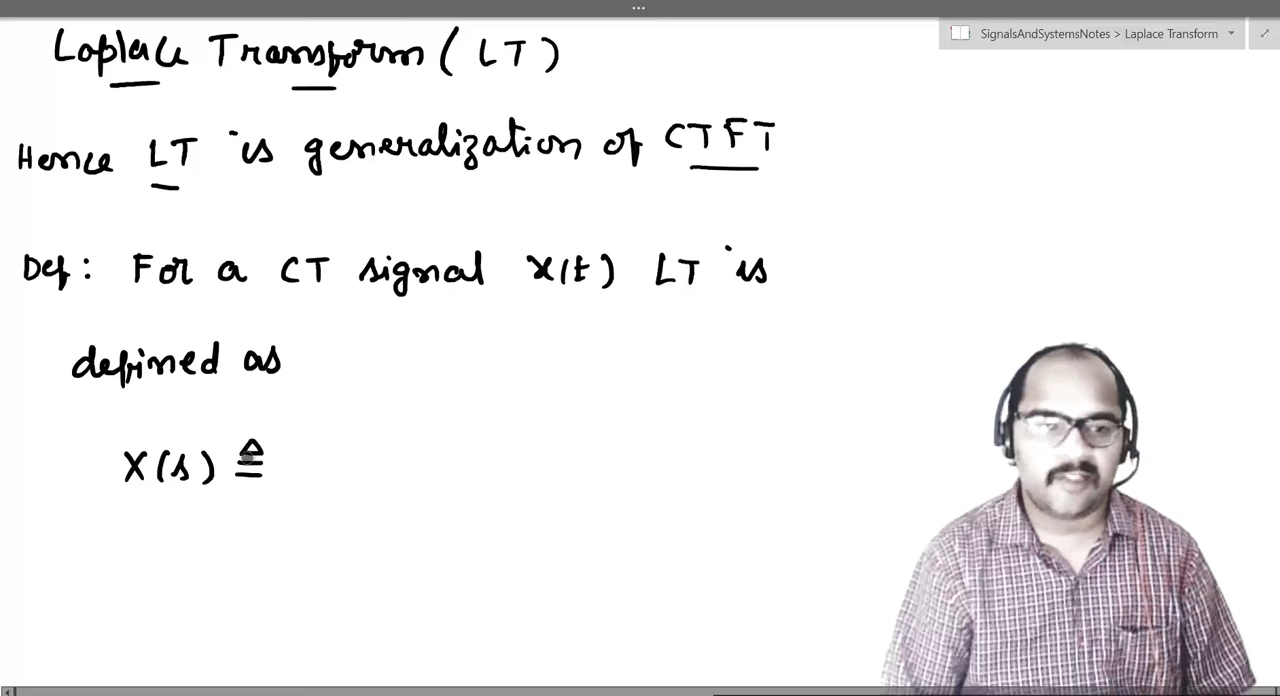 SignalsAndSystemsNotes > Laplace Transform
Laplace Transform (LT)
Hence LT is generalization of CTFT
Def: For a CT signal x(t) LT is
defined as
X(s) ≜